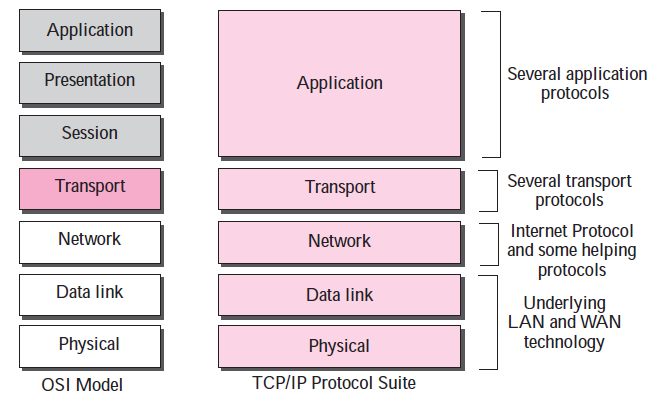 Application
Presentation
Session
Transport
Network
Data link
Physical
OSI Model
Application
Transport
Network
Data link
Physical
TCP/IP Protocol Suite
Several application
protocols
Several transport
protocols
Internet Protocol
and some helping
protocols
Underlying
LAN and WAN
technology